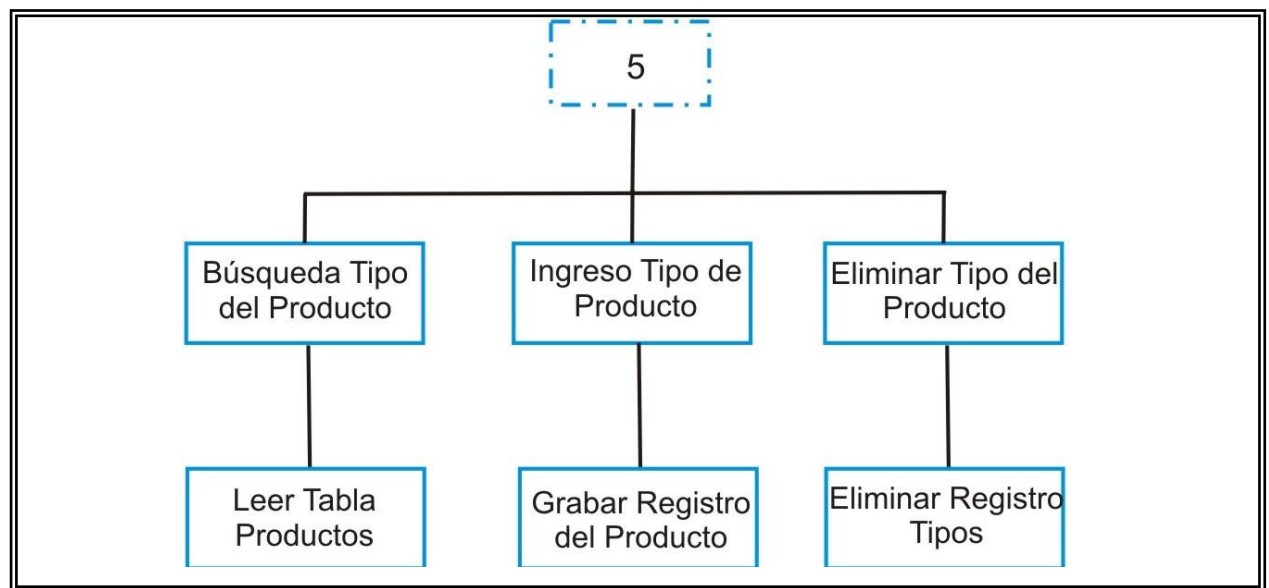 5
Búsqueda Tipo
del Producto
Ingreso Tipo de
Producto
Eliminar Tipo del
Producto
Leer Tabla
Productos
Grabar Registro
del Producto
Eliminar Registro
Tipos